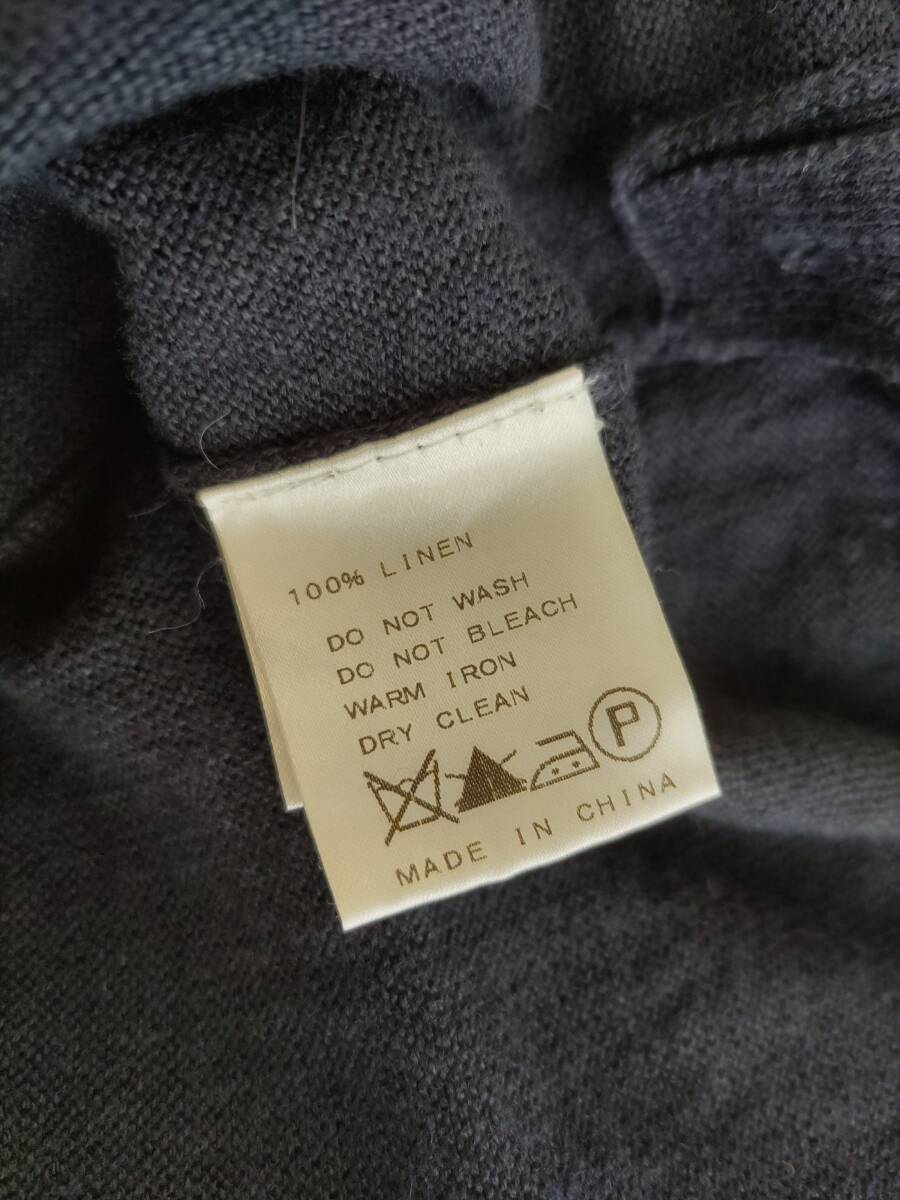 100% LINEN
DO NOT WASH
DO NOT BLEACH
WARM IRON
DRY CLEAN
P
MADE IN CHINA